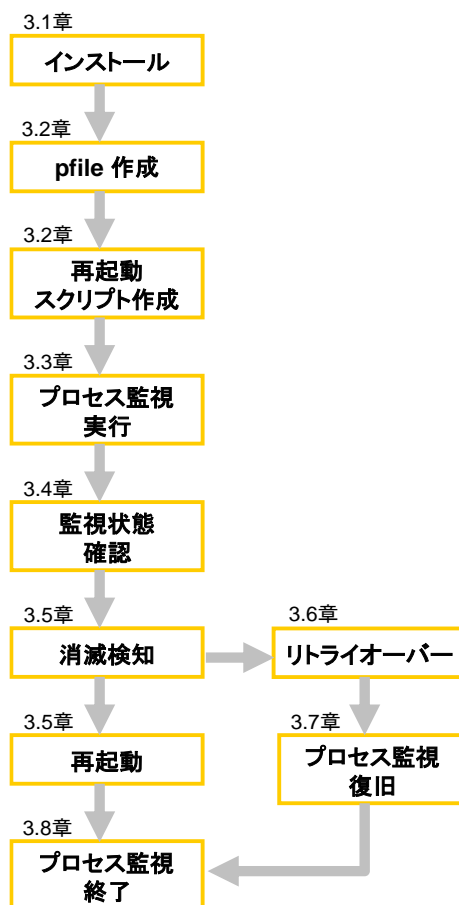 3.1章
インストール
3.2章
pfile 作成
3.2章
再起動
スクリプト作成
3.3章
プロセス監視
実行
3.4章
監視状態
確認
3.5章
消滅検知
3.6章
リトライオーバー
3.5章
再起動
3.7章
プロセス監視
復旧
3.8章
プロセス監視
終了